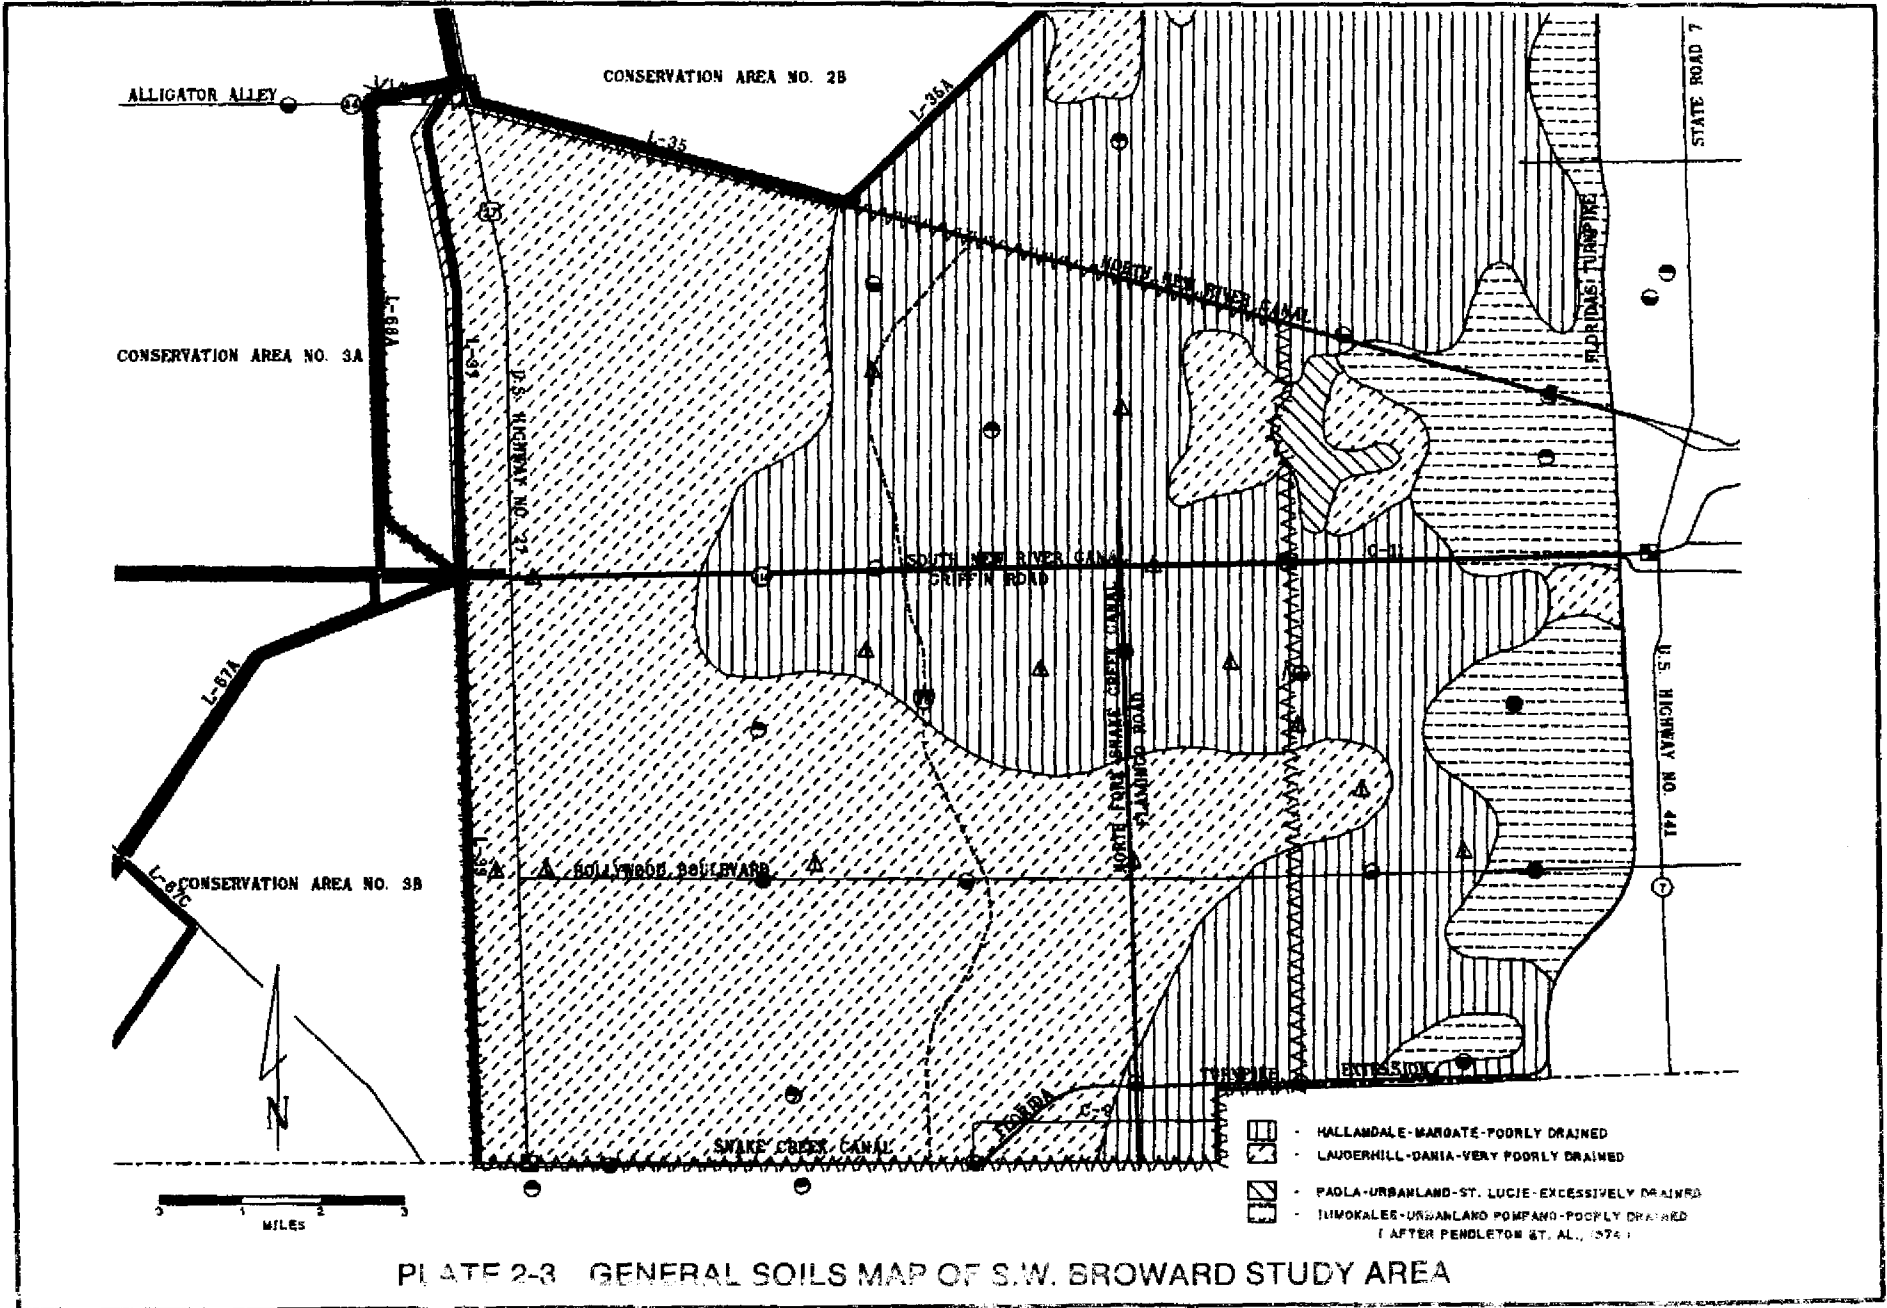 CONSERVATION AREA NO. 2B
ALLIGATOR ALLEY
84
L-35
L-36A
STATE ROAD 7
27
L-68A
L-37
CONSERVATION AREA NO. 3A
U.S. HIGHWAY NO. 27
NORTH NEW RIVER CANAL
FLORIDAS TURNPIKE
SOUTH NEW RIVER CANAL
C-11
GRIFFIN ROAD
L-67A
NORTH FORK SNAKE CREEK CANAL
FLAMINGO ROAD
U.S. HIGHWAY NO 441
HOLLYWOOD BOULEVARD
L-67C
CONSERVATION AREA NO. 3B
7
N
TURNPIKE
EXTESSION
FLORIDA
C-9
SNAKE CREEK CANAL
- HALLANDALE-MARGATE-POORLY DRAINED
- LAUDERHILL-DANIA-VERY POORLY DRAINED
- PAOLA-URBANLAND-ST. LUCIE-EXCESSIVELY DRAINED
- IMMOKALEE-URBANLAND POMPANO-POORLY DRAINED
( AFTER PENDLETON ET. AL.,
0 1 2 3
MILES
PLATE 2-3 GENERAL SOILS MAP OF S.W. BROWARD STUDY AREA